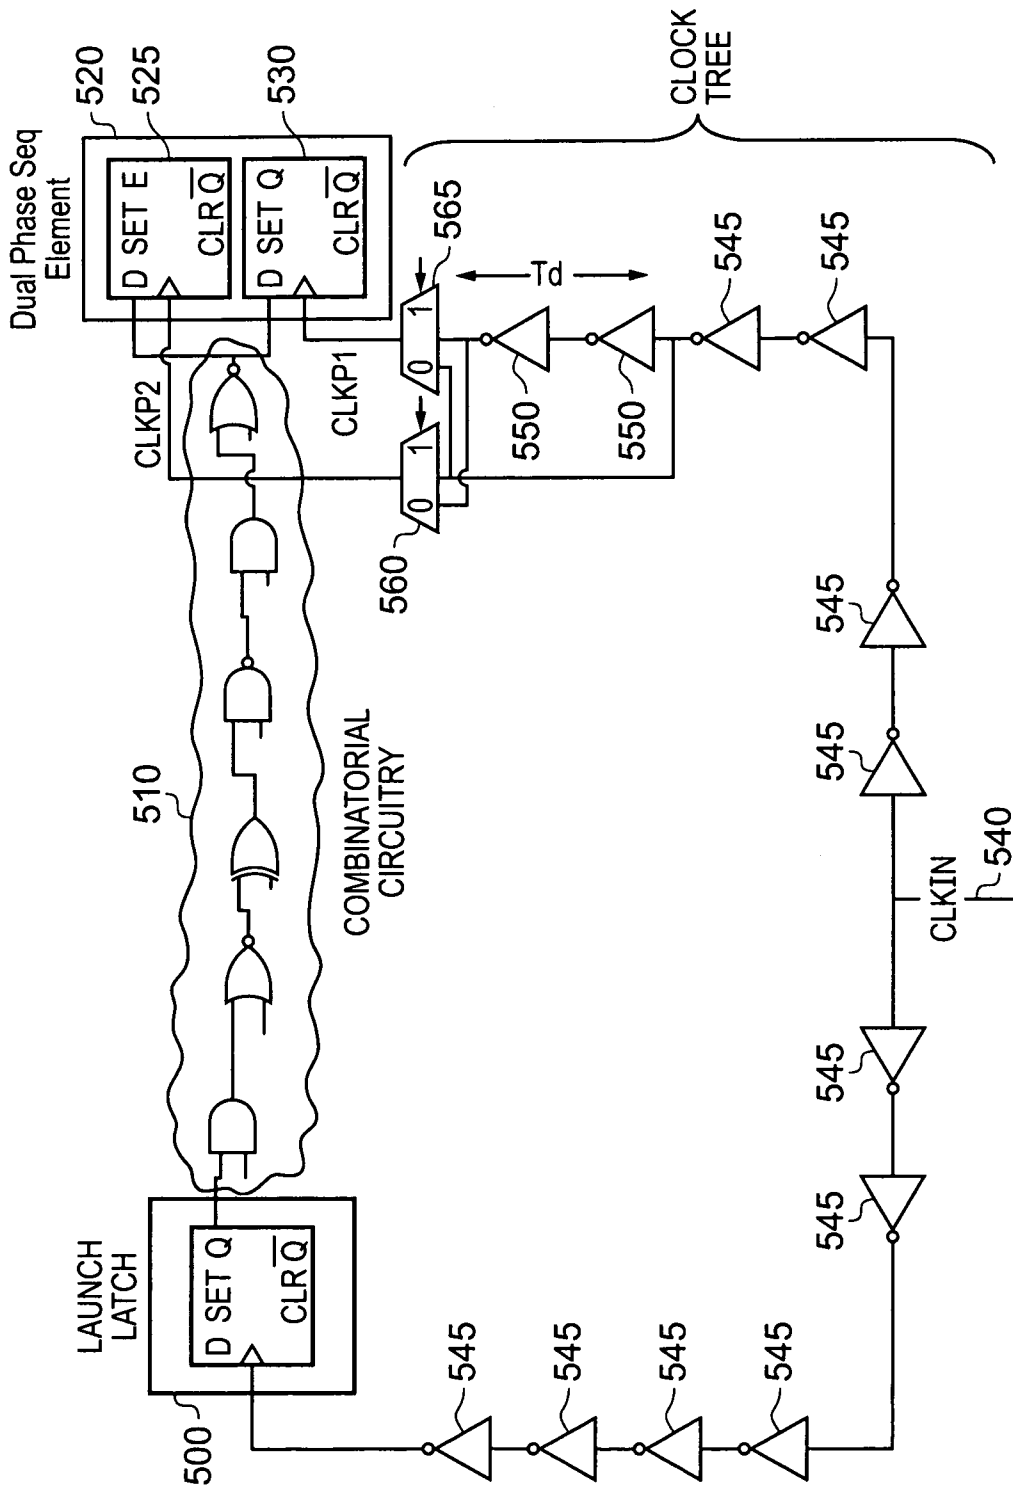 Dual Phase Seq
Element
520
525
530
D SET E
CLR Q
D SET Q
CLR Q
CLKP2
CLKP1
510
COMBINATORIAL
CIRCUITRY
LAUNCH
LATCH
D SET Q
CLR Q
500
0 1
0 1
560
565
Td
550
550
545
545
CLOCK
TREE
545
545
CLKIN
540
545
545
545
545
545
545